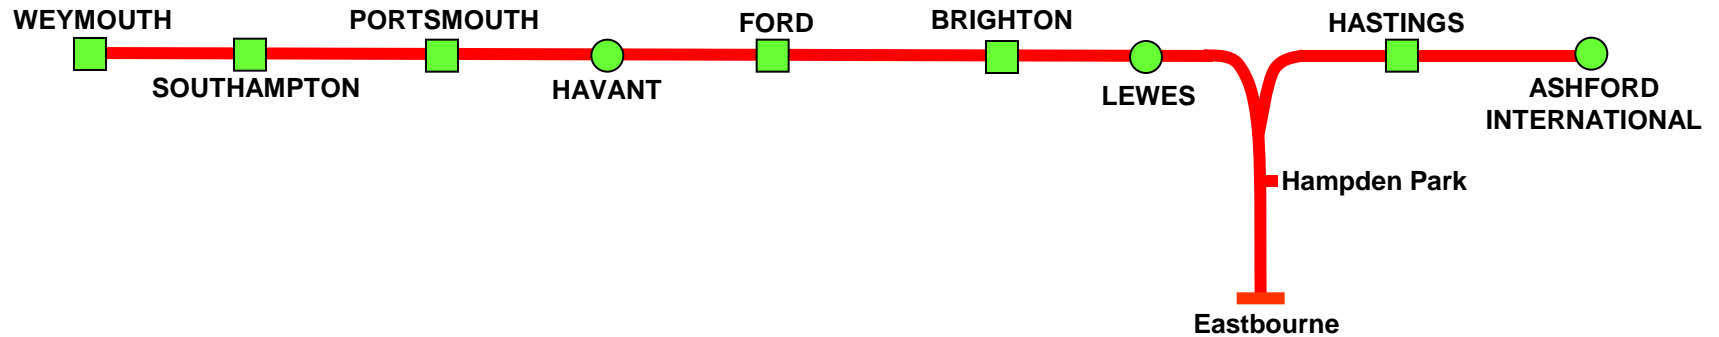 WEYMOUTH
SOUTHAMPTON
PORTSMOUTH
HAVANT
FORD
BRIGHTON
LEWES
HASTINGS
ASHFORD
INTERNATIONAL
Hampden Park
Eastbourne